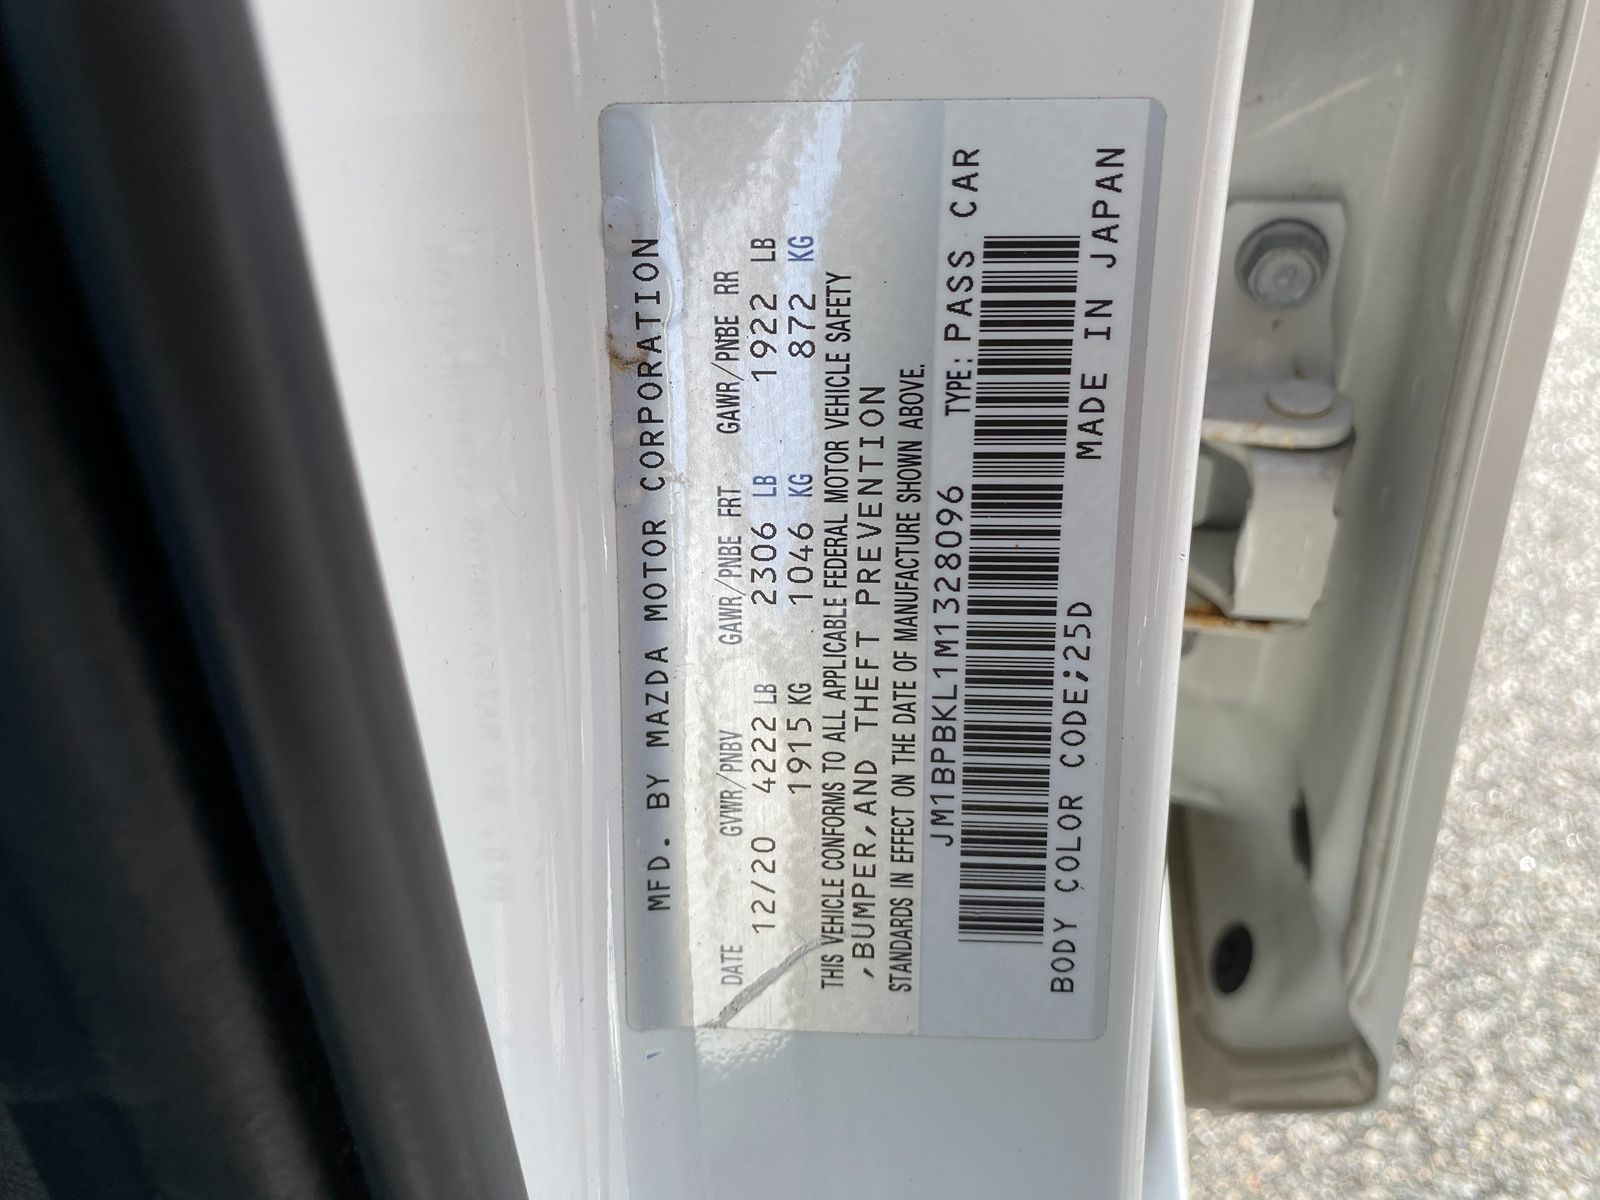 MFD. BY MAZDA MOTOR CORPORATION
DATE GVWR/PNBV GAWR/PNBE FRT GAWR/PNBE RR
12/20 4222 LB 2306 LB 1922 LB
1915 KG 1046 KG 872 KG
THIS VEHICLE CONFORMS TO ALL APPLICABLE FEDERAL MOTOR VEHICLE SAFETY
,BUMPER,AND THEFT PREVENTION
STANDARDS IN EFFECT ON THE DATE OF MANUFACTURE SHOWN ABOVE.
JM1BPBKL1M1328096 TYPE: PASS CAR
BODY COLOR CODE;25D MADE IN JAPAN